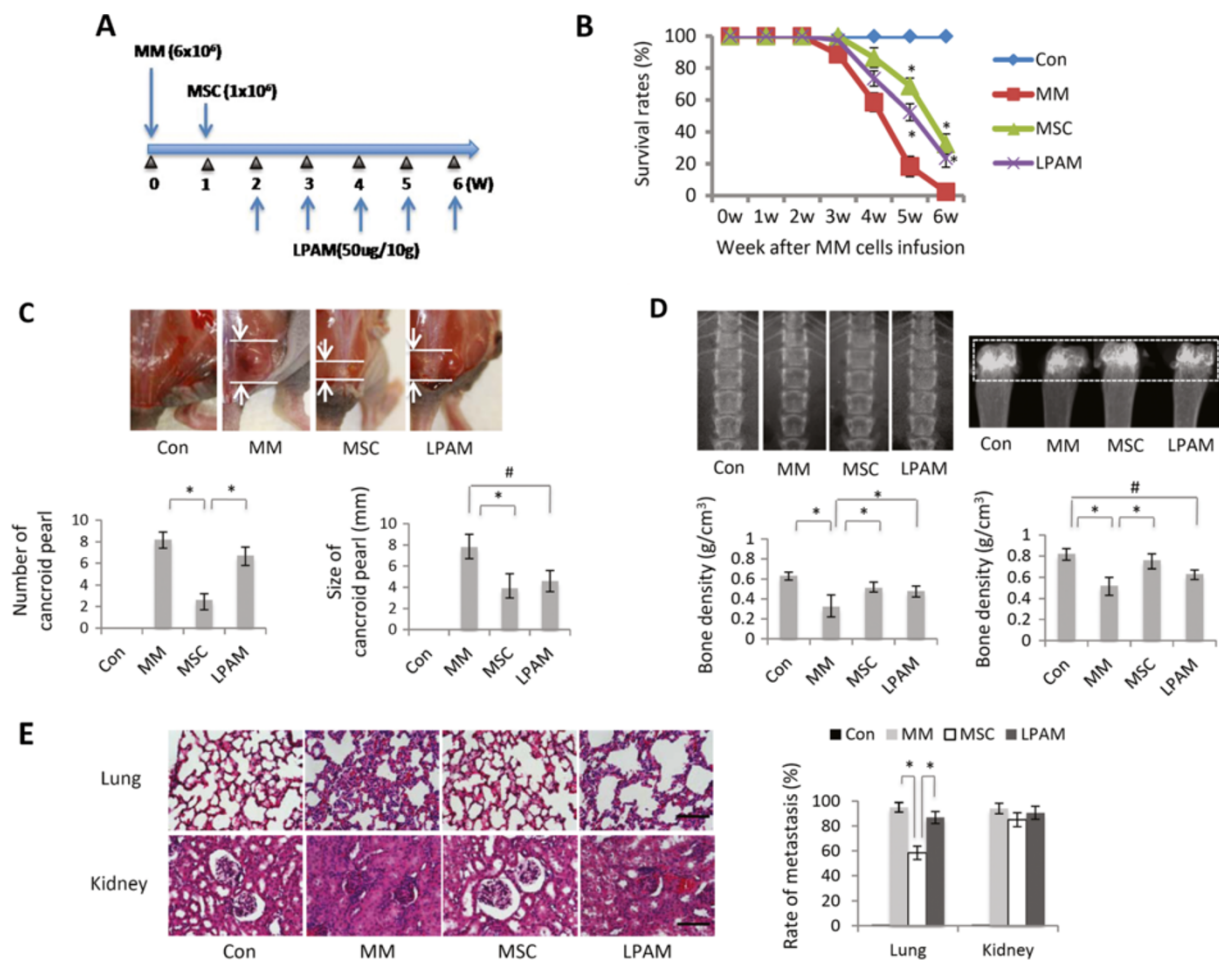 A
MM (6x10⁶)
MSC (1x10⁶)
0 1 2 3 4 5 6 (W)
LPAM(50ug/10g)
B
Survival rates (%)
100
80
60
40
20
0
0w 1w 2w 3w 4w 5w 6w
Week after MM cells infusion
* * * *
Con
MM
MSC
LPAM
C
Con MM MSC LPAM
Number of
cancroid pearl
10
8
6
4
2
0
* *
Con MM MSC LPAM
Size of
cancroid pearl (mm)
10
8
6
4
2
0
#
*
Con MM MSC LPAM
D
Con MM MSC LPAM
Con MM MSC LPAM
Bone density (g/cm³)
1
0.8
0.6
0.4
0.2
0
*
* *
Con MM MSC LPAM
Bone density (g/cm³)
1
0.8
0.6
0.4
0.2
0
#
* *
Con MM MSC LPAM
E
Lung
Kidney
Con MM MSC LPAM
Con MM MSC LPAM
Rate of metastasis (%)
100
80
60
40
20
0
* *
Lung Kidney